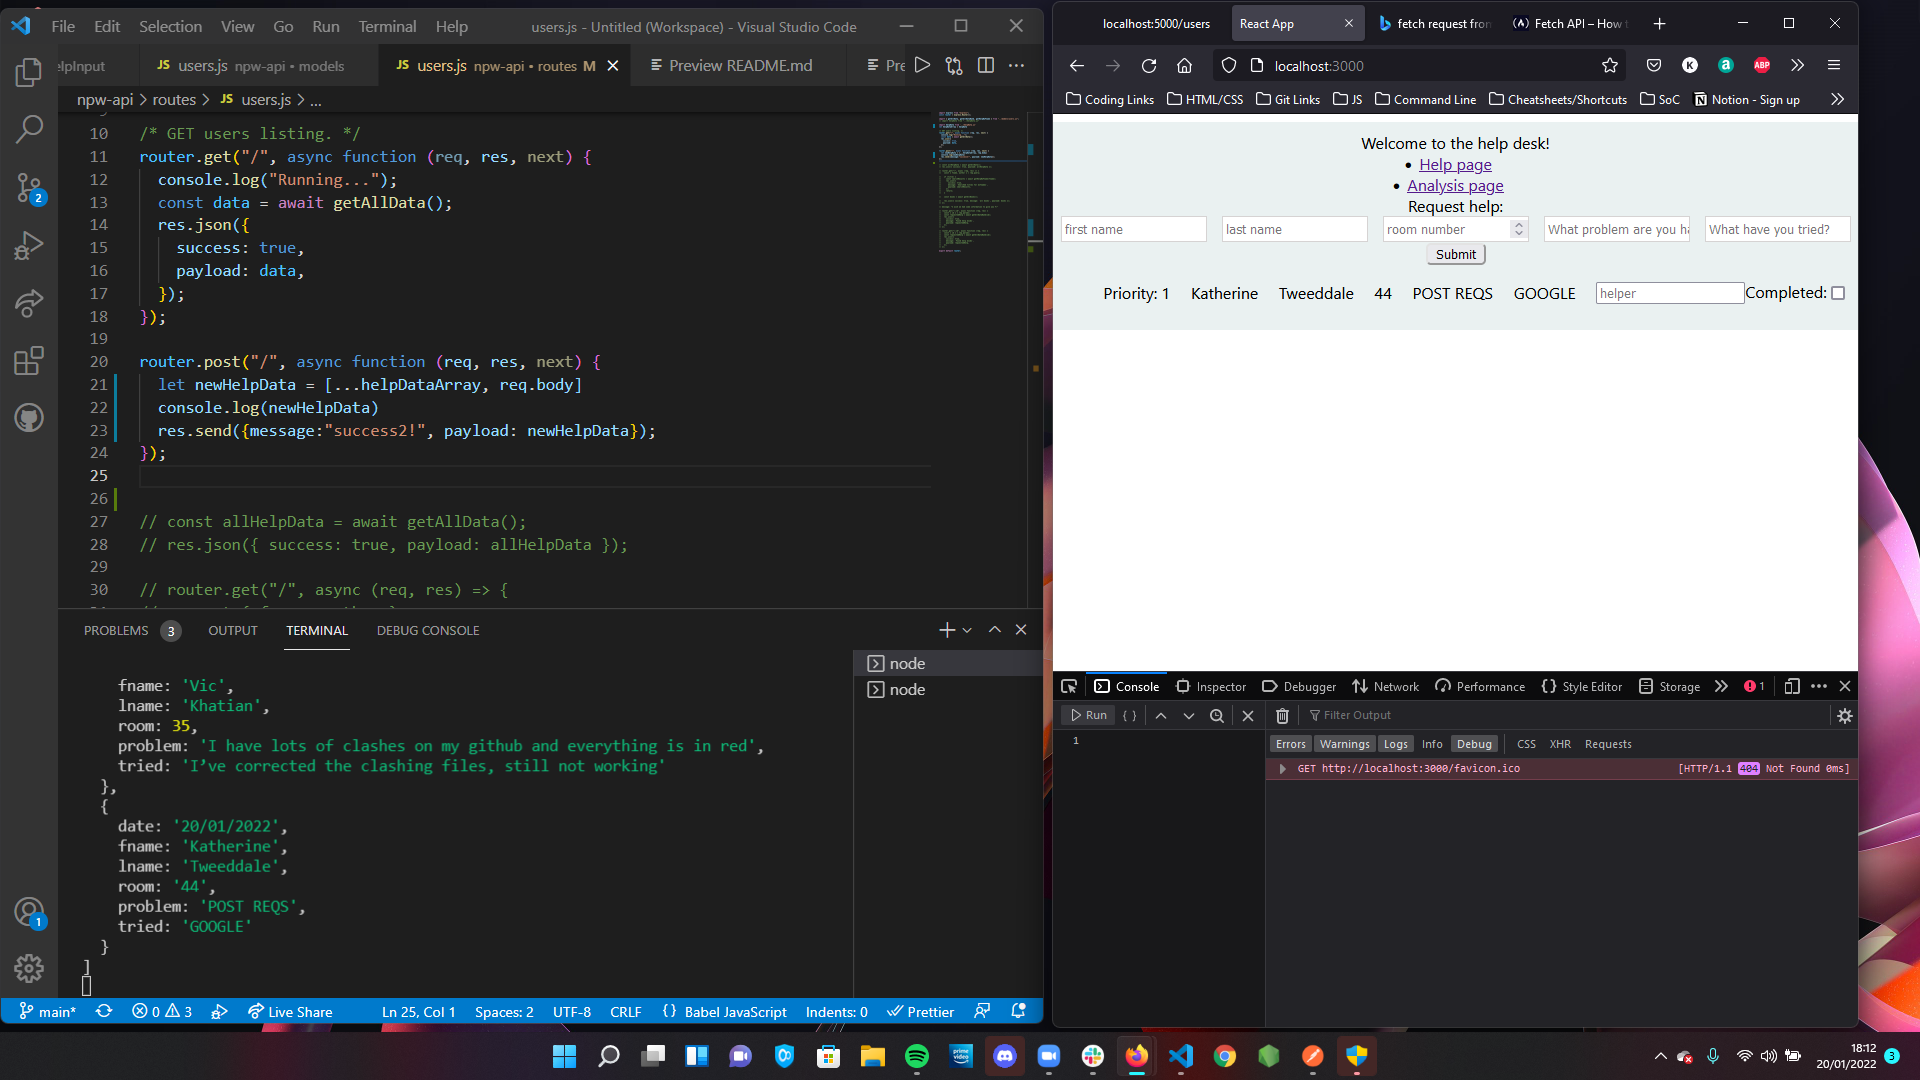 File Edit Selection View Go Run Terminal Help users.js - Untitled (Workspace) - Visual Studio Code
elpInput JS users.js npw-api • models JS users.js npw-api • routes M Preview README.md Pre
npw-api > routes > JS users.js > ...
10 /* GET users listing. */
11 router.get("/", async function (req, res, next) {
12 console.log("Running...");
13 const data = await getAllData();
14 res.json({
15 success: true,
16 payload: data,
17 });
18 });
19
20 router.post("/", async function (req, res, next) {
21 let newHelpData = [...helpDataArray, req.body]
22 console.log(newHelpData)
23 res.send({message:"success2!", payload: newHelpData});
24 });
25
26
27 // const allHelpData = await getAllData();
28 // res.json({ success: true, payload: allHelpData });
29
30 // router.get("/", async (req, res) => {
PROBLEMS 3 OUTPUT TERMINAL DEBUG CONSOLE
node
node
fname: 'Vic',
lname: 'Khatian',
room: 35,
problem: 'I have lots of clashes on my github and everything is in red',
tried: 'I’ve corrected the clashing files, still not working'
},
{
date: '20/01/2022',
fname: 'Katherine',
lname: 'Tweeddale',
room: '44',
problem: 'POST REQS',
tried: 'GOOGLE'
}
]
2
1
main* 0 3 Live Share Ln 25, Col 1 Spaces: 2 UTF-8 CRLF {} Babel JavaScript Indents: 0 Prettier
localhost:5000/users React App fetch request fron Fetch API – How t
localhost:3000
K a ABP
Coding Links HTML/CSS Git Links JS Command Line Cheatsheets/Shortcuts SoC Notion - Sign up
Welcome to the help desk!
• Help page
• Analysis page
Request help:
first name last name room number What problem are you ha What have you tried?
Submit
Priority: 1 Katherine Tweeddale 44 POST REQS GOOGLE helper Completed:
Console Inspector Debugger Network Performance Style Editor Storage 1
Run { } Filter Output
1
Errors Warnings Logs Info Debug CSS XHR Requests
GET http://localhost:3000/favicon.ico [HTTP/1.1 404 Not Found 0ms]
prime video
18:12
20/01/2022 3